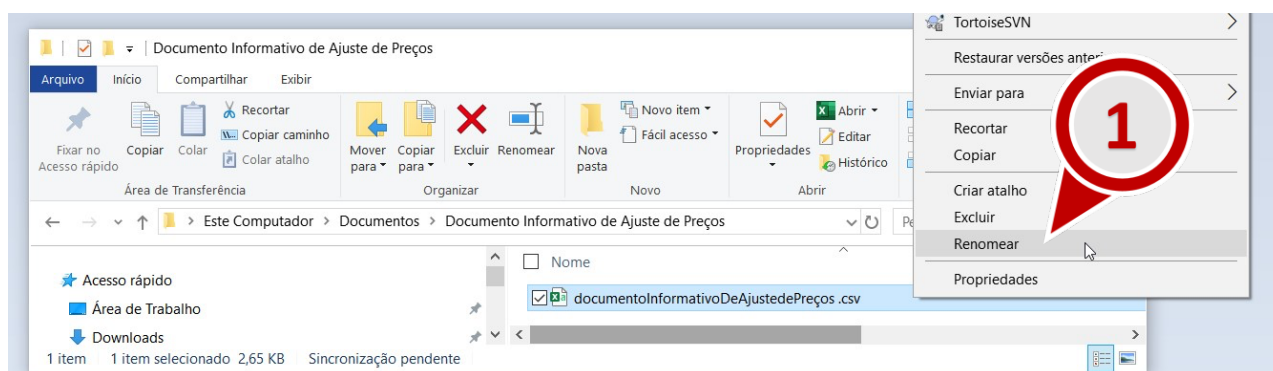 Documento Informativo de Ajuste de Preços
Arquivo Início Compartilhar Exibir
Fixar no
Acesso rápido
Copiar
Colar
Recortar
Copiar caminho
Colar atalho
Área de Transferência
Mover
para
Copiar
para
Excluir
Renomear
Organizar
Nova
pasta
Novo item
Fácil acesso
Novo
Propriedades
Abrir
Editar
Histórico
Abrir
Este Computador > Documentos > Documento Informativo de Ajuste de Preços
Acesso rápido
Área de Trabalho
Downloads
Nome
documentoInformativoDeAjustedePreços .csv
1 item 1 item selecionado 2,65 KB Sincronização pendente
TortoiseSVN
Restaurar versões
Enviar para
Recortar
Copiar
Criar atalho
Excluir
Renomear
Propriedades
1